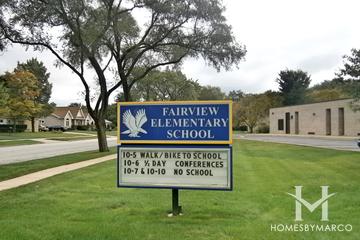 FAIRVIEW
ELEMENTARY
SCHOOL
10-5 WALK/BIKE TO SCHOOL
10-6 ½ DAY CONFERENCES
10-7 & 10-10 NO SCHOOL
HOMESBYMARCO